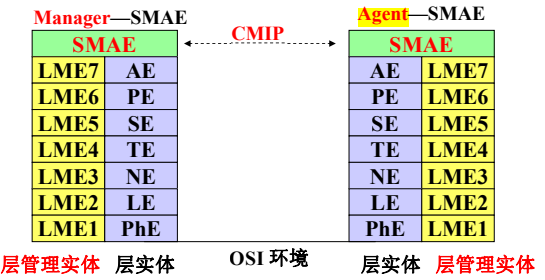 Manager—SMAE
Agent—SMAE
CMIP
SMAE
SMAE
LME7 AE
AE LME7
LME6 PE
PE LME6
LME5 SE
SE LME5
LME4 TE
TE LME4
LME3 NE
NE LME3
LME2 LE
LE LME2
LME1 PhE
PhE LME1
层管理实体 层实体
OSI 环境
层实体 层管理实体